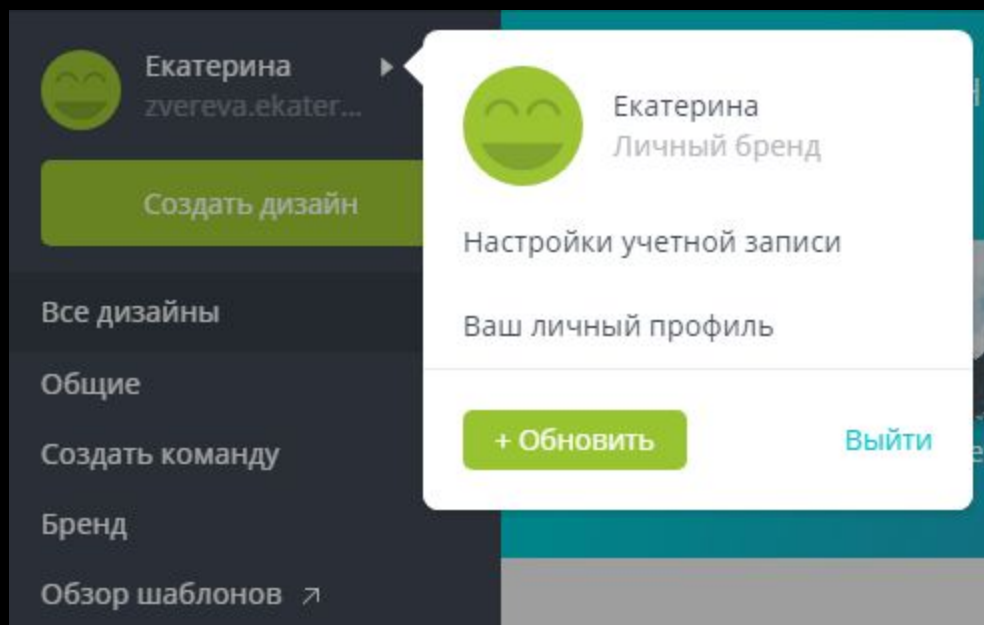 Екатерина
zvereva.ekater...
Создать дизайн
Все дизайны
Общие
Создать команду
Бренд
Обзор шаблонов ↗
Екатерина
Личный бренд
Настройки учетной записи
Ваш личный профиль
+ Обновить
Выйти